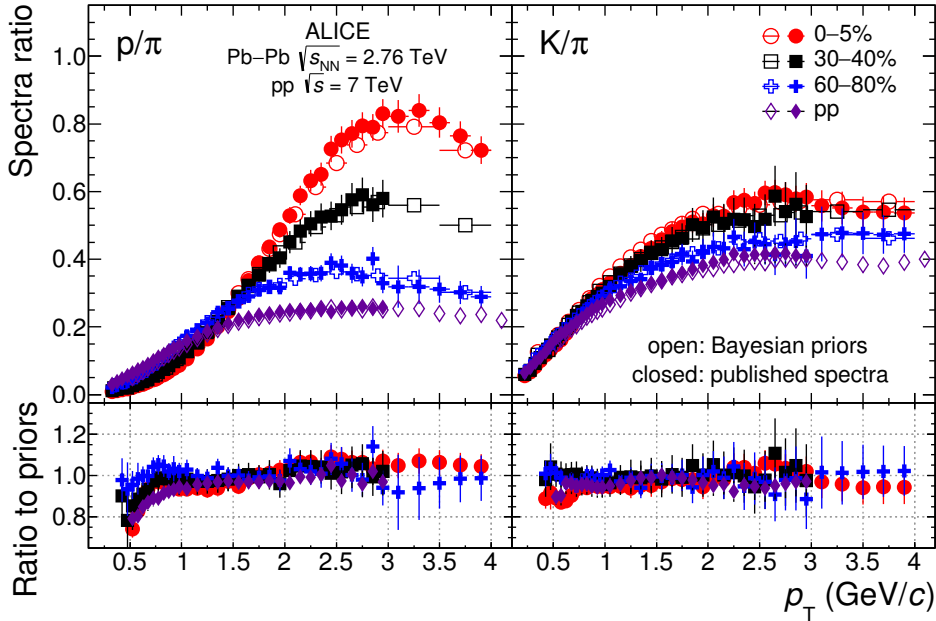 Spectra ratio
1.0
0.8
0.6
0.4
0.2
0.0
p/π
ALICE
Pb–Pb √s_NN = 2.76 TeV
pp √s = 7 TeV
K/π
0–5%
30–40%
60–80%
pp
open: Bayesian priors
closed: published spectra
Ratio to priors
1.2
1.0
0.8
0.5 1 1.5 2 2.5 3 3.5 4
0.5 1 1.5 2 2.5 3 3.5 4
p_T (GeV/c)